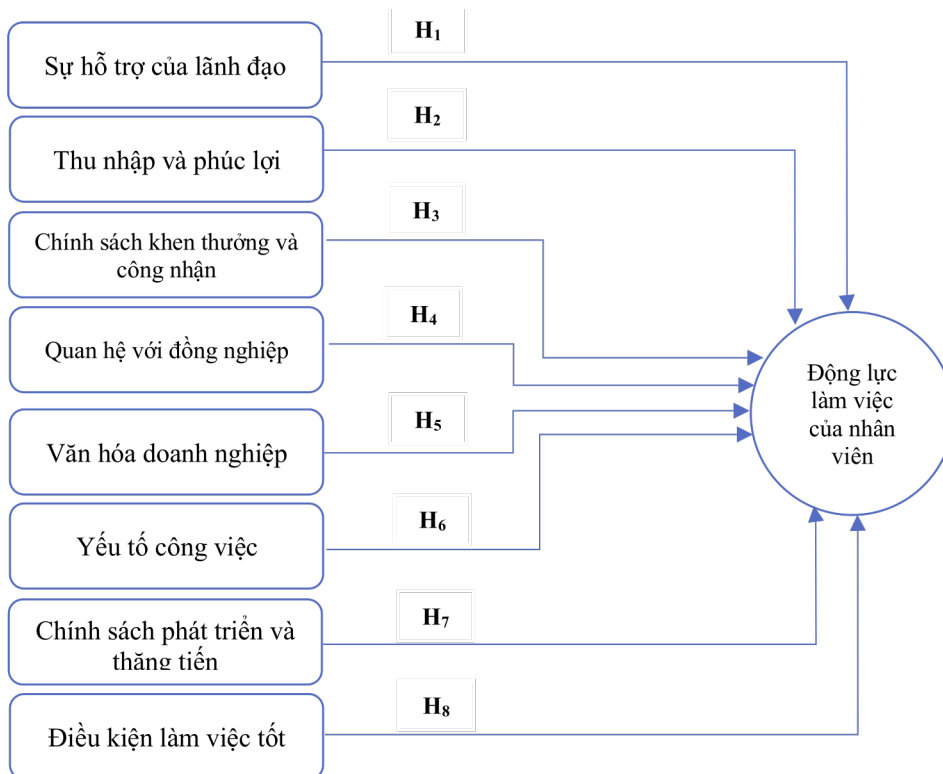 H₁
Sự hỗ trợ của lãnh đạo
H₂
Thu nhập và phúc lợi
H₃
Chính sách khen thưởng và
công nhận
H₄
Quan hệ với đồng nghiệp
Động lực
làm việc
của nhân
viên
H₅
Văn hóa doanh nghiệp
H₆
Yếu tố công việc
H₇
Chính sách phát triển và
thăng tiến
H₈
Điều kiện làm việc tốt